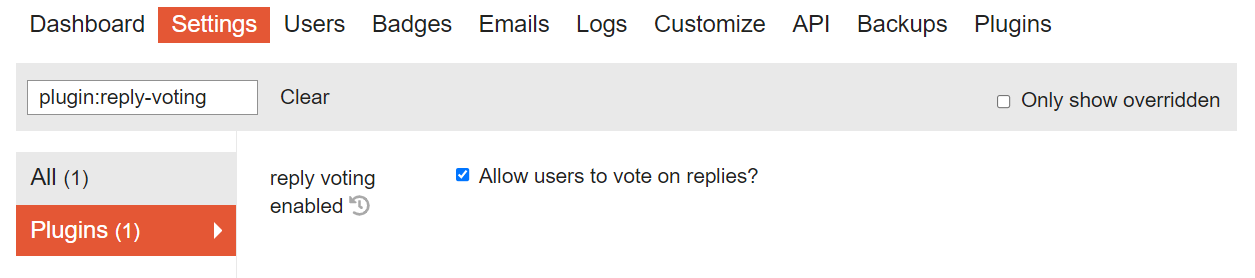 Dashboard Settings Users Badges Emails Logs Customize API Backups Plugins
plugin:reply-voting Clear Only show overridden
All (1)
Plugins (1)
reply voting
enabled
Allow users to vote on replies?